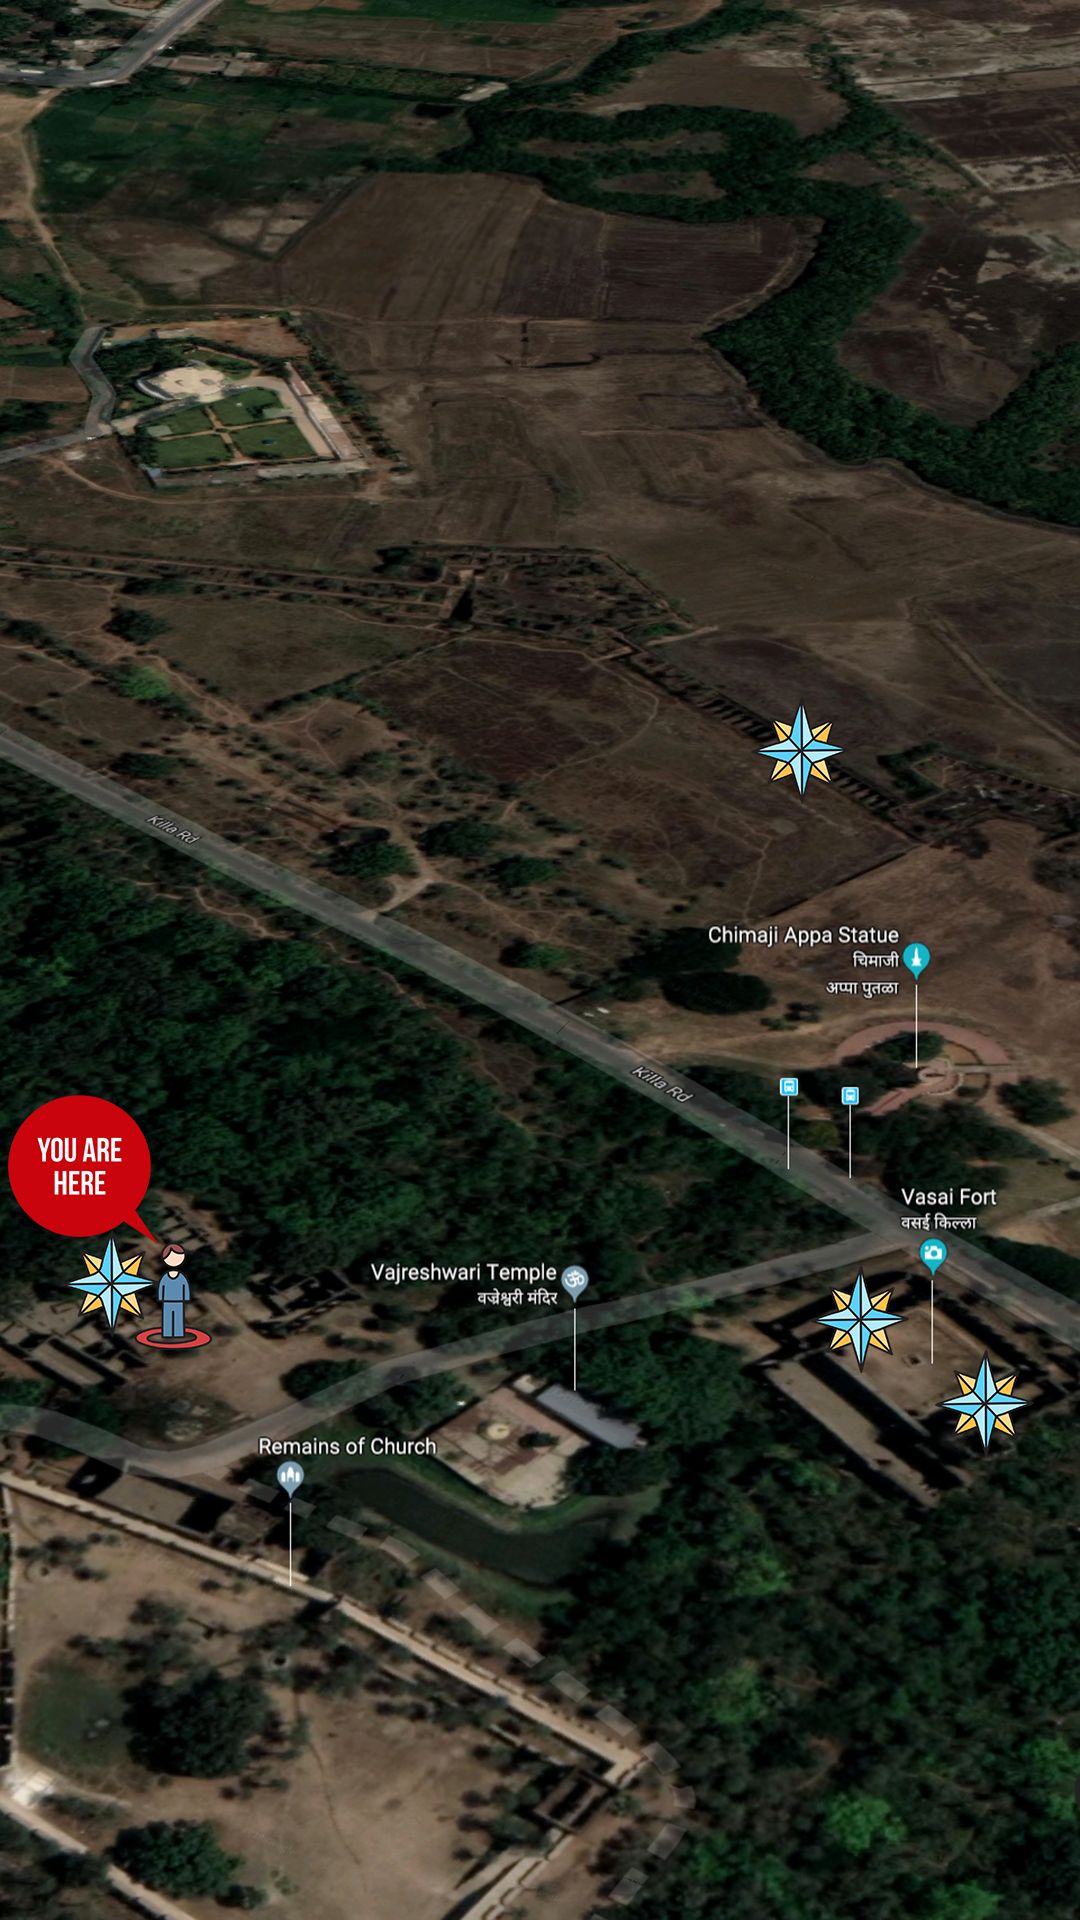 Killa Rd
Chimaji Appa Statue
चिमाजी
अप्पा पुतळा
Killa Rd
YOU ARE
HERE
Vasai Fort
वसई किल्ला
Vajreshwari Temple
वज्रेश्वरी मंदिर
Remains of Church